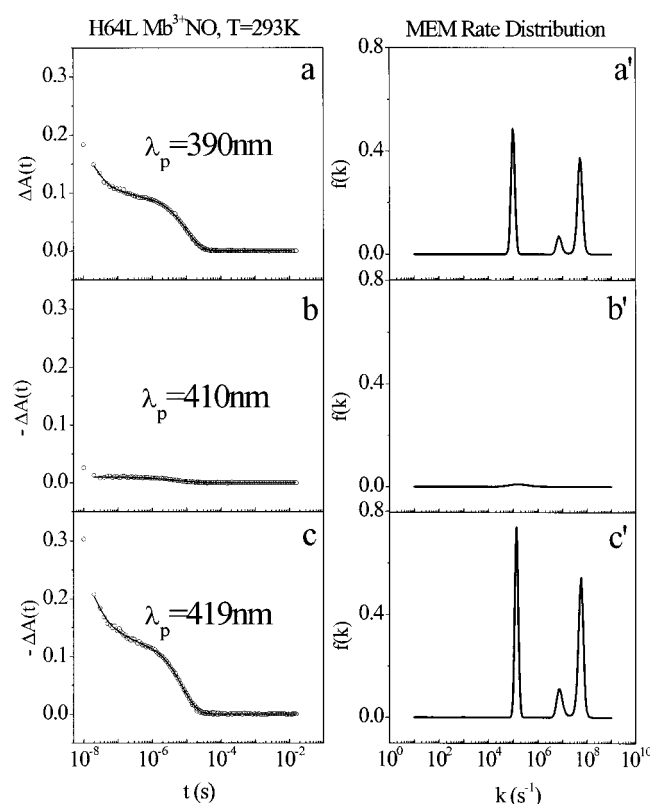 H64L Mb³⁺NO, T=293K
MEM Rate Distribution
a
0.3
0.2
0.1
0.0
ΔA(t)
λₚ=390nm
a'
0.8
0.4
0.0
f(k)
b
0.3
0.2
0.1
0.0
- ΔA(t)
λₚ=410nm
b'
0.8
0.4
0.0
f(k)
c
0.3
0.2
0.1
0.0
- ΔA(t)
λₚ=419nm
c'
0.8
0.4
0.0
f(k)
10⁻⁸ 10⁻⁶ 10⁻⁴ 10⁻²
t (s)
10⁰ 10² 10⁴ 10⁶ 10⁸ 10¹⁰
k (s⁻¹)